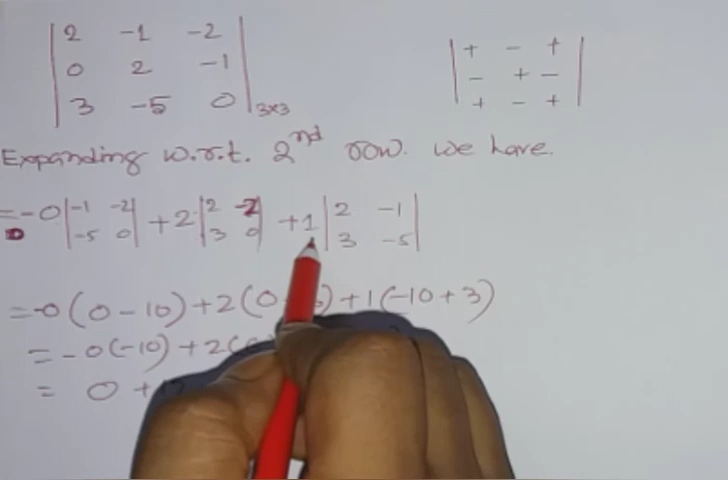 | 2 -1 -2 |
| 0 2 -1 |
| 3 -5 0 | 3×3
| + - + |
| - + - |
| + - + |
Expanding w.r.t. 2nd row. we have.
= -0 | -1 -2 | + 2 | 2 -2 | + 1 | 2 -1 |
| -5 0 | | 3 0 | | 3 -5 |
= -0 (0 - 10) + 2 (0 ) + 1 (-10 + 3)
= -0 (-10) + 2(
= 0 +